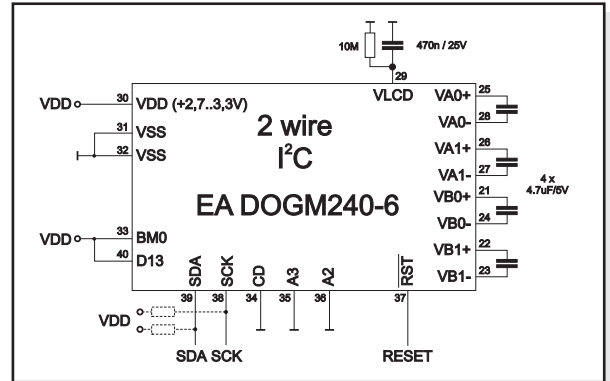 10M
470n / 25V
29
VLCD
VDD
30
VDD (+2,7..3,3V)
31
VSS
32
VSS
2 wire
I²C
EA DOGM240-6
VA0+
25
VA0-
28
VA1+
26
VA1-
27
VB0+
21
VB0-
24
VB1+
22
VB1-
23
4 x
4.7uF/5V
VDD
33
BM0
40
D13
SDA
SCK
CD
A3
A2
RST
39
38
34
35
36
37
VDD
SDA SCK
RESET